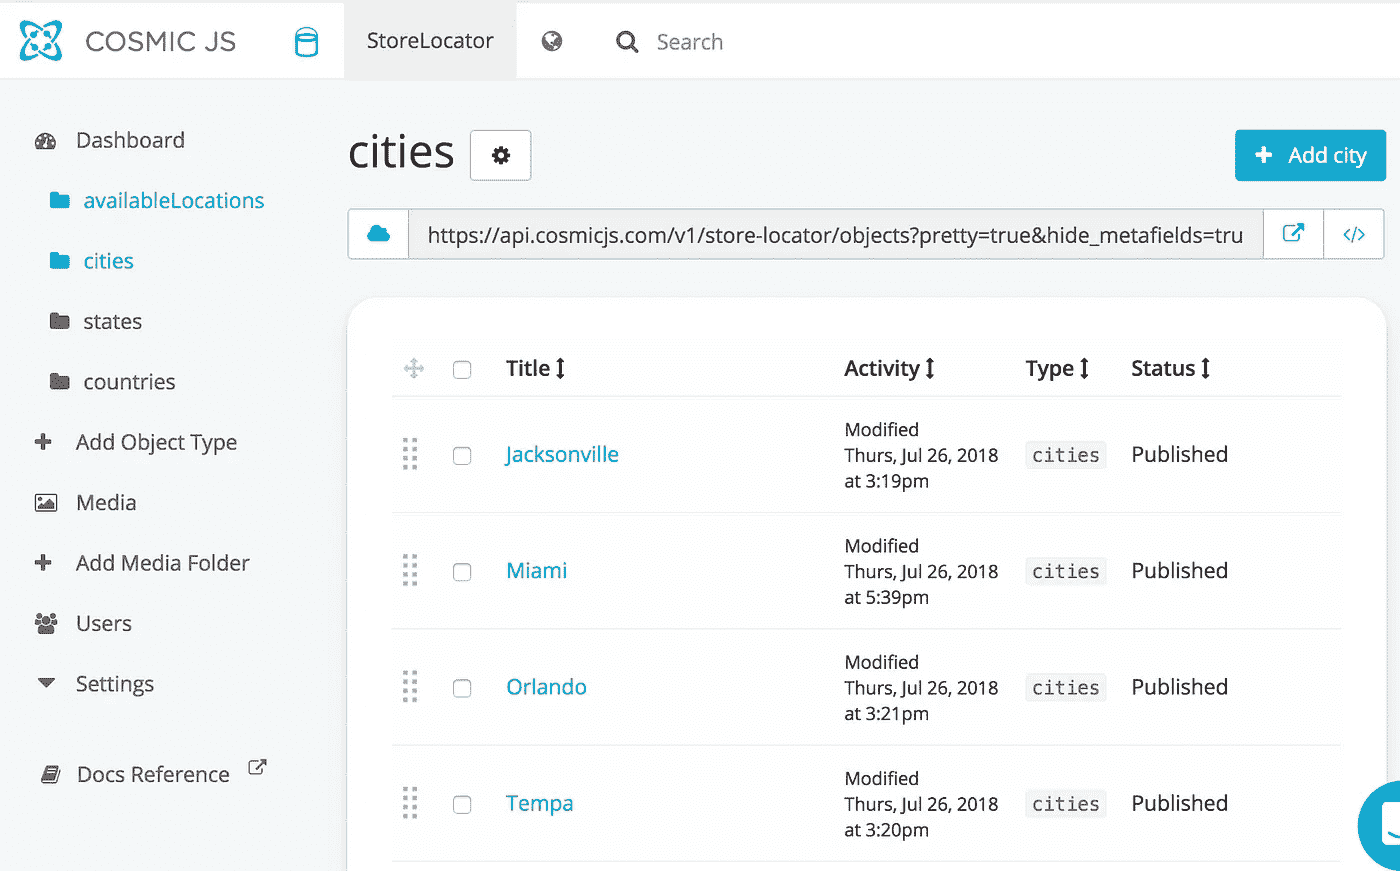 COSMIC JS
StoreLocator
Search
Dashboard
availableLocations
cities
states
countries
Add Object Type
Media
Add Media Folder
Users
Settings
Docs Reference
cities
Add city
https://api.cosmicjs.com/v1/store-locator/objects?pretty=true&hide_metafields=tru
Title Activity Type Status
Jacksonville
Modified
Thurs, Jul 26, 2018
at 3:19pm
cities
Published
Miami
Modified
Thurs, Jul 26, 2018
at 5:39pm
cities
Published
Orlando
Modified
Thurs, Jul 26, 2018
at 3:21pm
cities
Published
Tempa
Modified
Thurs, Jul 26, 2018
at 3:20pm
cities
Published